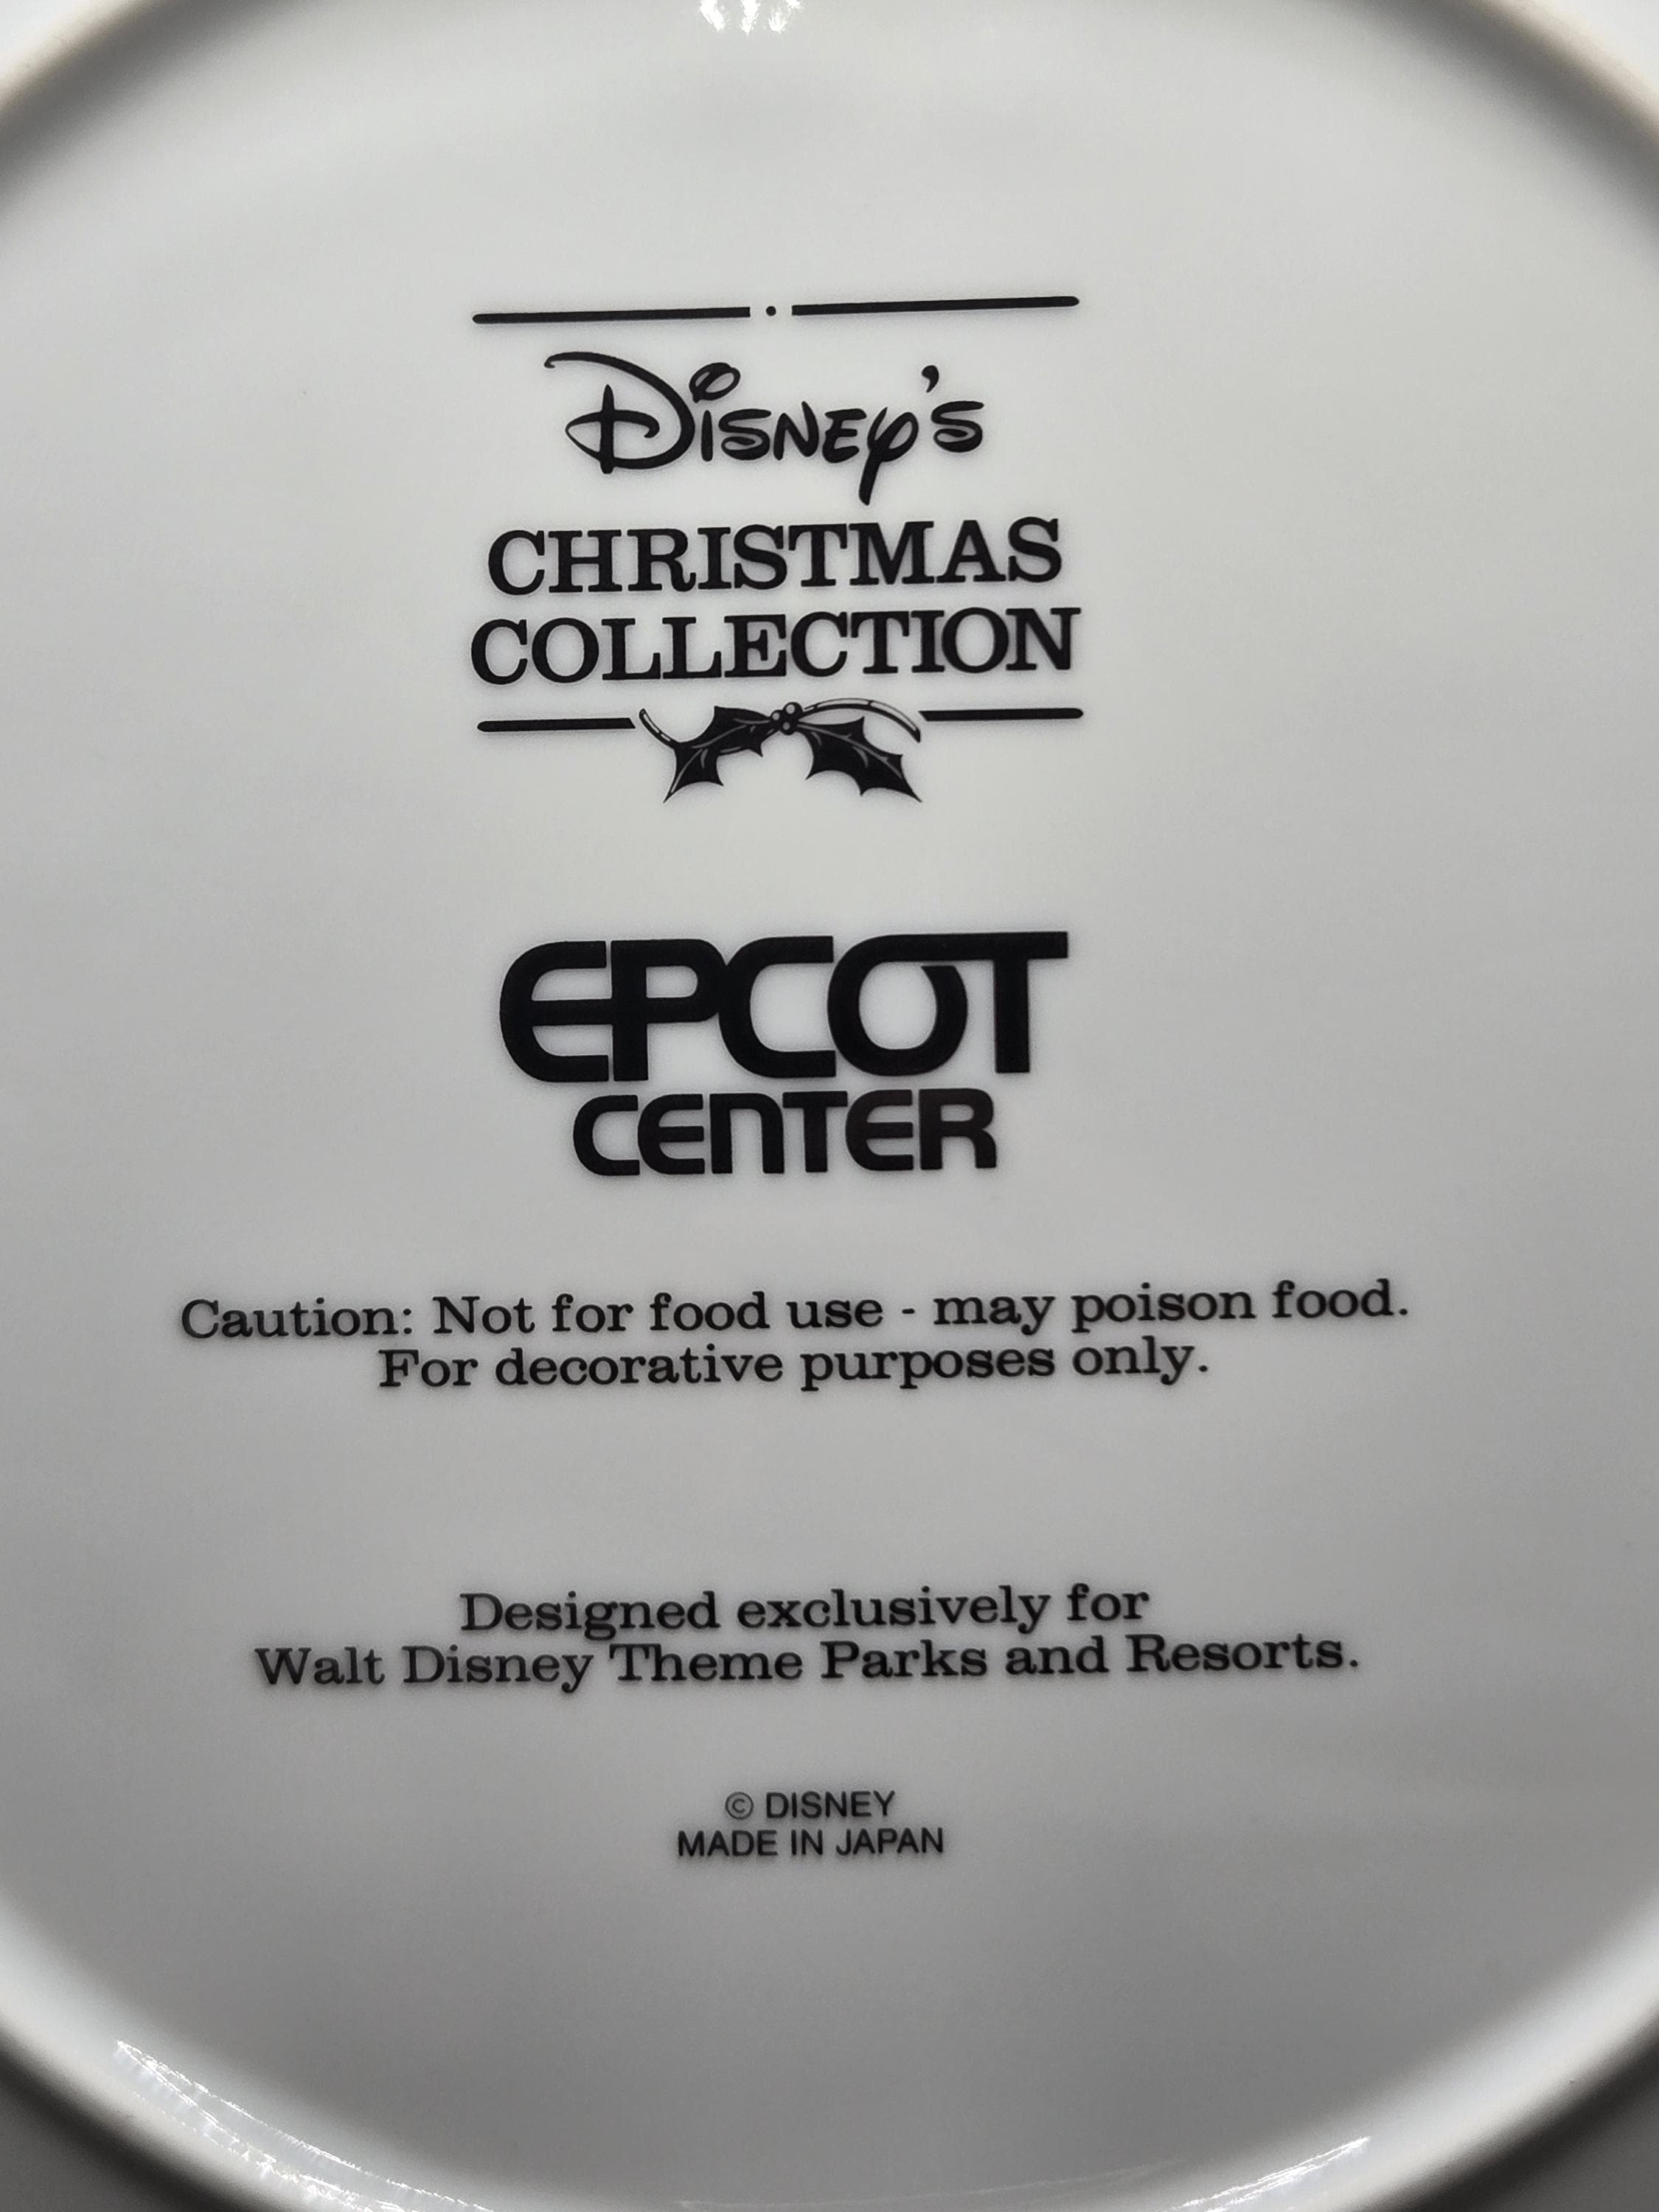 Disney's
CHRISTMAS
COLLECTION
EPCOT
CENTER
Caution: Not for food use - may poison food.
For decorative purposes only.
Designed exclusively for
Walt Disney Theme Parks and Resorts.
© DISNEY
MADE IN JAPAN